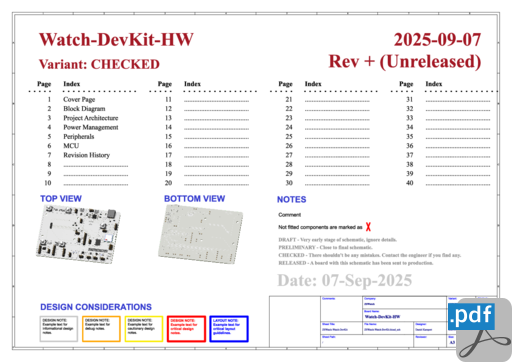 Watch-DevKit-HW
2025-09-07
Variant: CHECKED
Rev + (Unreleased)
Page Index Page Index Page Index Page Index
1 Cover Page 11 21 31
2 Block Diagram 12 22 32
3 Project Architecture 13 23 33
4 Power Management 14 24 34
5 Peripherals 15 25 35
6 MCU 16 26 36
7 Revision History 17 27 37
8 18 28 38
9 19 29 39
10 20 30 40
TOP VIEW
BOTTOM VIEW
NOTES
Comment
Not fitted components are marked as X
DRAFT - Very early stage of schematic, ignore details.
PRELIMINARY - Close to final schematic.
CHECKED - There shouldn't be any mistakes. Contact the engineer if you find any.
RELEASED - A board with this schematic has been sent to production.
Date: 07-Sep-2025
DESIGN CONSIDERATIONS
DESIGN NOTE:
Example text for
informational design
notes.
DESIGN NOTE:
Example text for
debug notes.
DESIGN NOTE:
Example text for
cautionary design
notes.
DESIGN NOTE:
Example text for
critical design
notes.
LAYOUT NOTE:
Example text for
critical layout
guidelines.
Watch-DevKit-HW
A3
.pdf